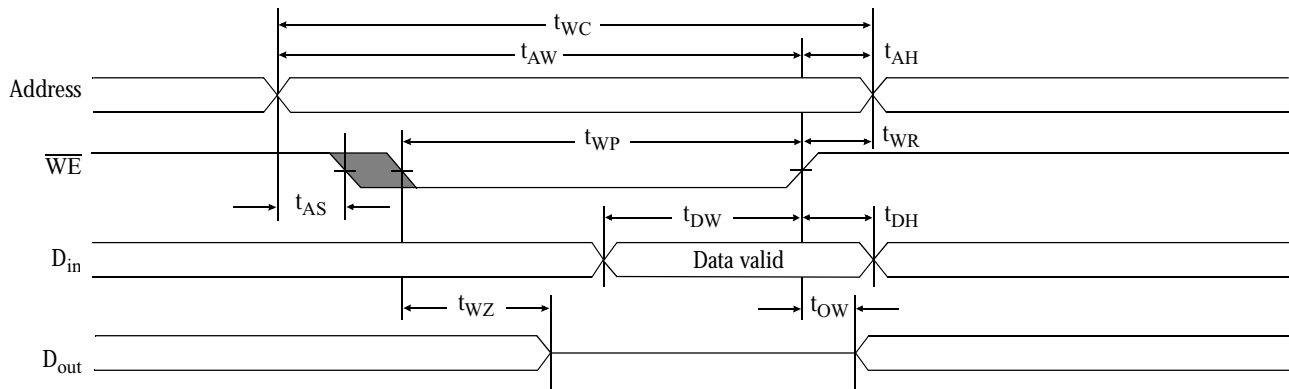 tWC
tAW tAH
Address
tWP tWR
WE
tAS
tDW tDH
Din Data valid
tWZ tOW
Dout